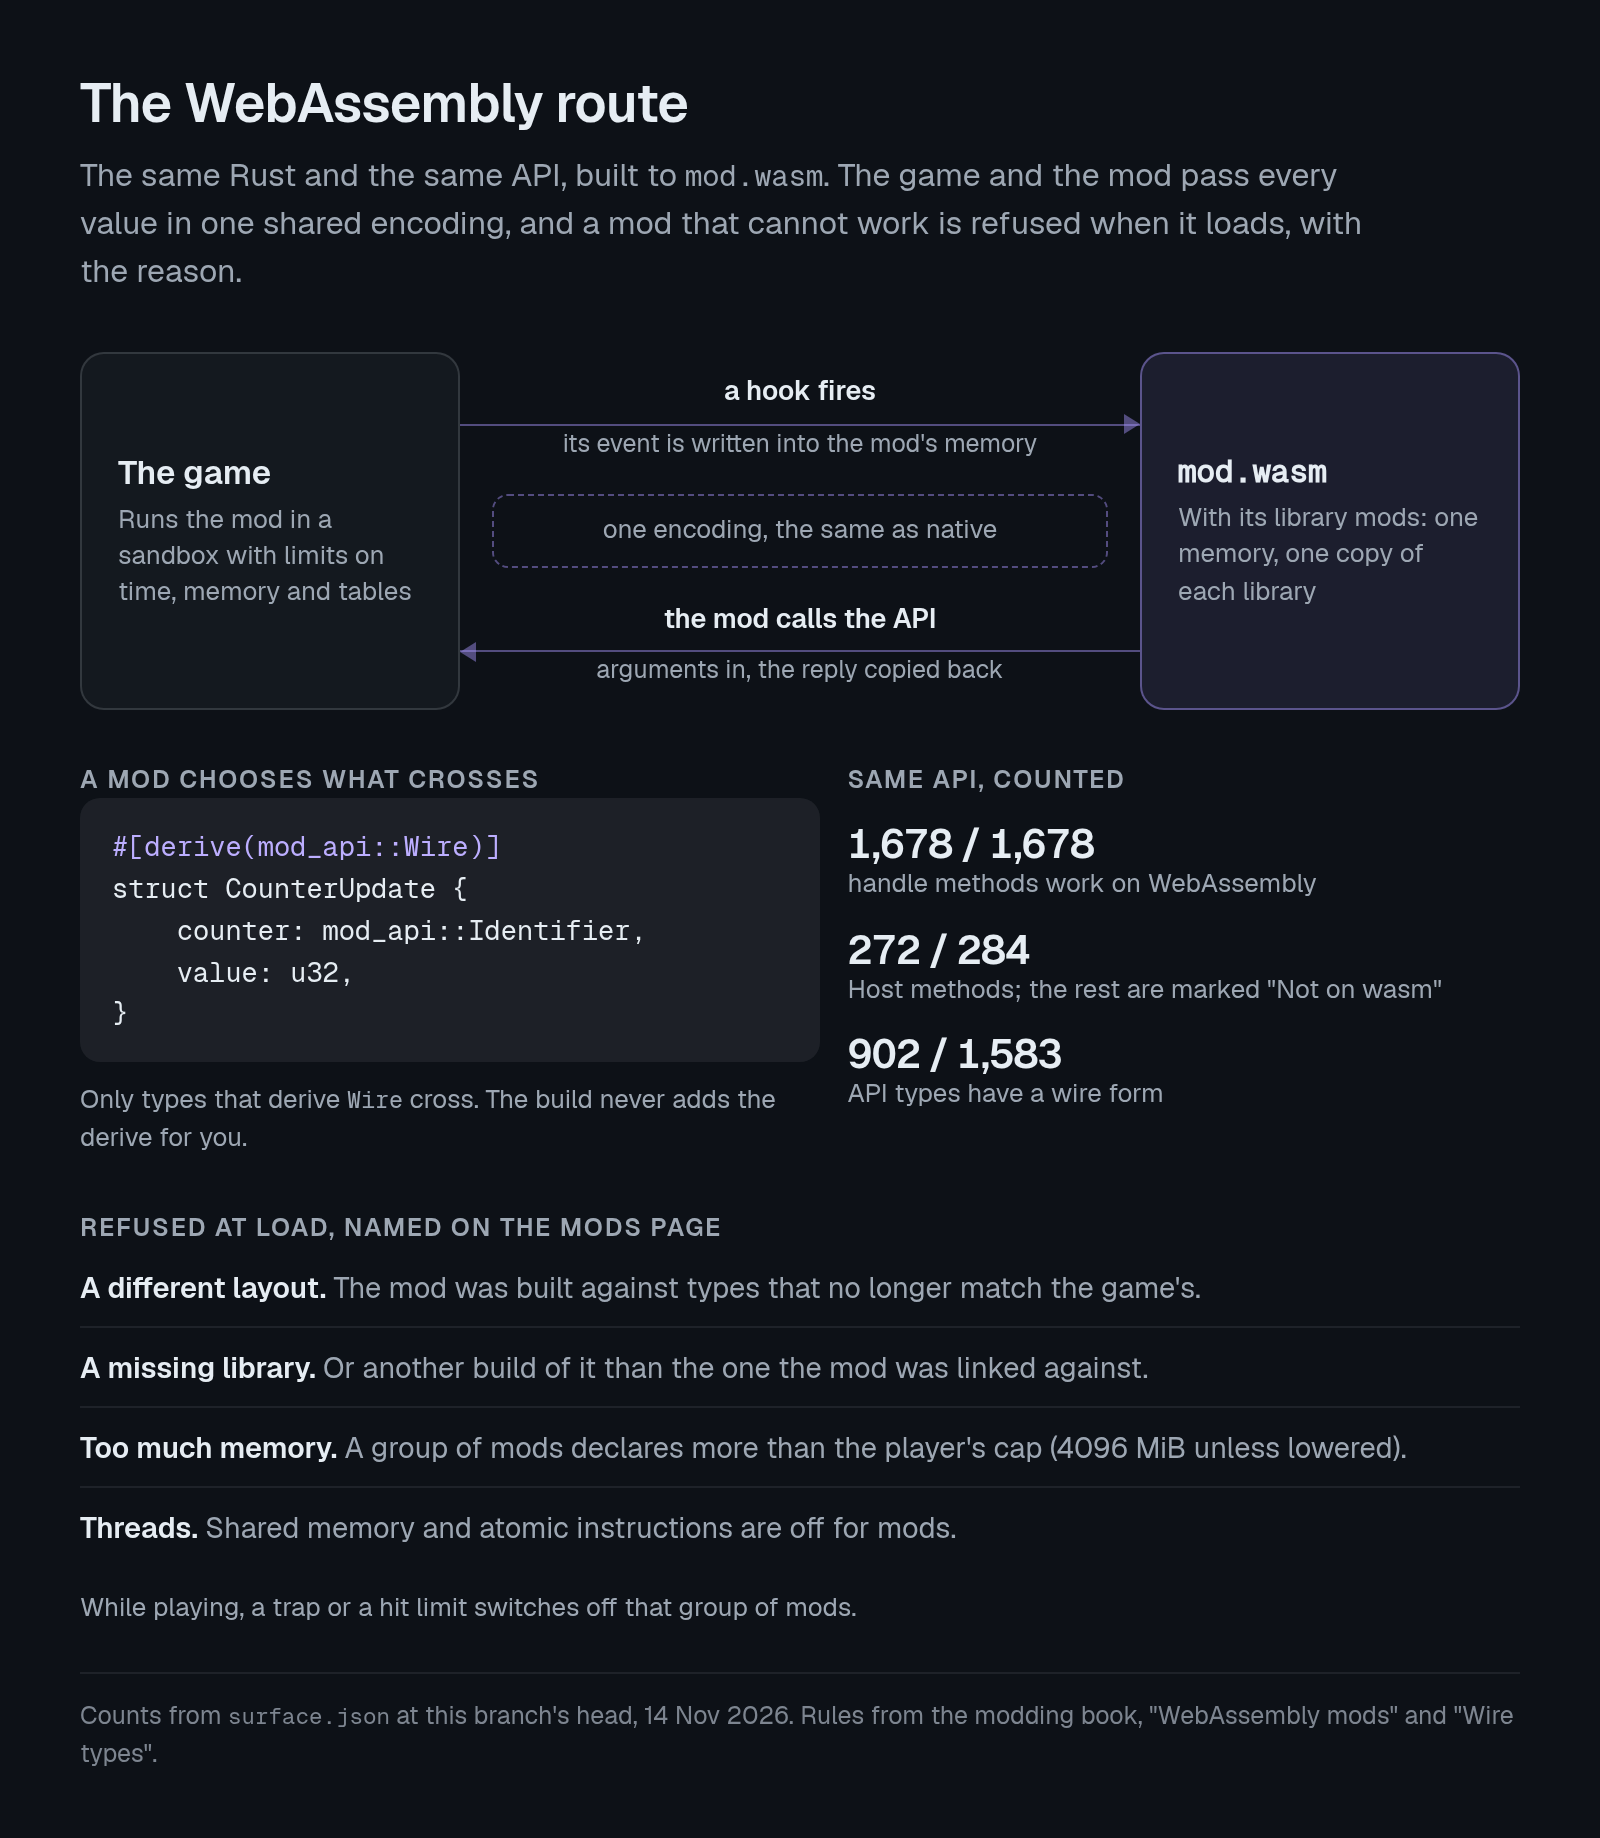 The WebAssembly route
The same Rust and the same API, built to mod.wasm. The game and the mod pass every
value in one shared encoding, and a mod that cannot work is refused when it loads, with
the reason.
The game
Runs the mod in a
sandbox with limits on
time, memory and tables
a hook fires
its event is written into the mod's memory
one encoding, the same as native
the mod calls the API
arguments in, the reply copied back
mod.wasm
With its library mods: one
memory, one copy of
each library
A MOD CHOOSES WHAT CROSSES
#[derive(mod_api::Wire)]
struct CounterUpdate {
    counter: mod_api::Identifier,
    value: u32,
}
Only types that derive Wire cross. The build never adds the
derive for you.
SAME API, COUNTED
1,678 / 1,678
handle methods work on WebAssembly
272 / 284
Host methods; the rest are marked "Not on wasm"
902 / 1,583
API types have a wire form
REFUSED AT LOAD, NAMED ON THE MODS PAGE
A different layout. The mod was built against types that no longer match the game's.
A missing library. Or another build of it than the one the mod was linked against.
Too much memory. A group of mods declares more than the player's cap (4096 MiB unless lowered).
Threads. Shared memory and atomic instructions are off for mods.
While playing, a trap or a hit limit switches off that group of mods.
Counts from surface.json at this branch's head, 14 Nov 2026. Rules from the modding book, "WebAssembly mods" and "Wire
types".